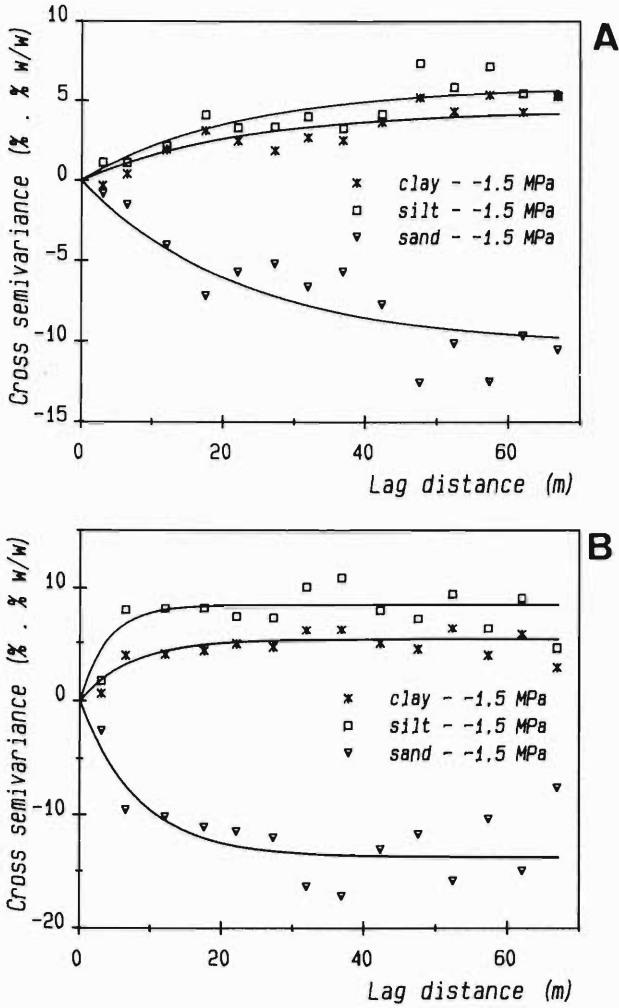 A
Cross semivariance (%. % w/w)
10
5
0
-5
-10
-15
clay - -1.5 MPa
silt - -1.5 MPa
sand - -1.5 MPa
0 20 40 60
Lag distance (m)
B
Cross semivariance (%. % w/w)
10
0
-10
-20
clay - -1.5 MPa
silt - -1.5 MPa
sand - -1.5 MPa
0 20 40 60
Lag distance (m)